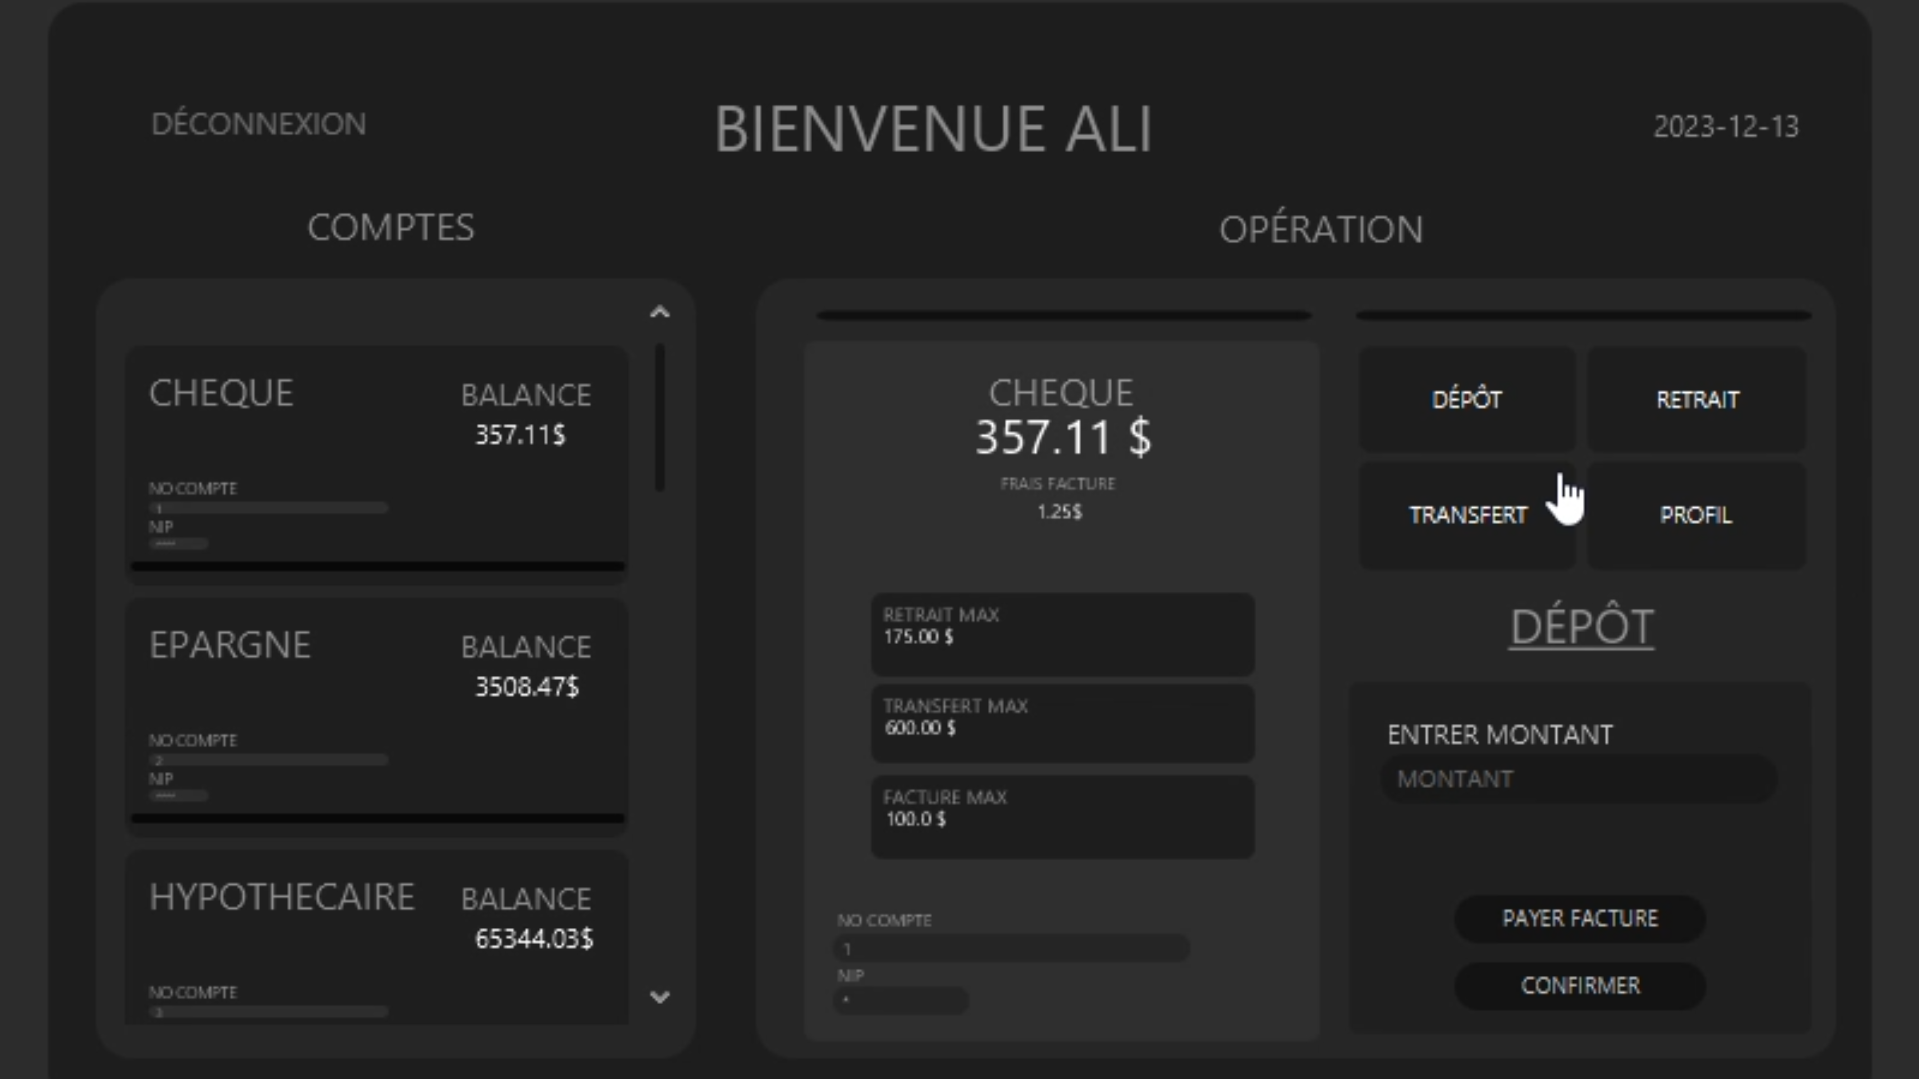 DÉCONNEXION
BIENVENUE ALI
2023-12-13
COMPTES
CHEQUE
BALANCE
357.11$
NO COMPTE
1
NIP
EPARGNE
BALANCE
3508.47$
NO COMPTE
2
NIP
HYPOTHECAIRE
BALANCE
65344.03$
NO COMPTE
3
OPÉRATION
CHEQUE
357.11 $
FRAIS FACTURE
1.25$
RETRAIT MAX
175.00 $
TRANSFERT MAX
600.00 $
FACTURE MAX
100.0 $
NO COMPTE
1
NIP
*
DÉPÔT
RETRAIT
TRANSFERT
PROFIL
DÉPÔT
ENTRER MONTANT
MONTANT
PAYER FACTURE
CONFIRMER